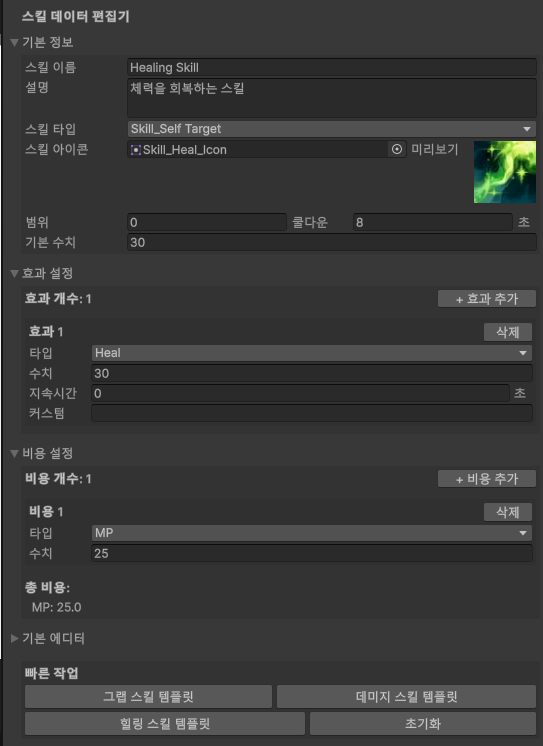 스킬 데이터 편집기
기본 정보
스킬 이름 Healing Skill
설명 체력을 회복하는 스킬
스킬 타입 Skill_Self Target
스킬 아이콘 Skill_Heal_Icon 미리보기
범위 0 쿨다운 8 초
기본 수치 30
효과 설정
효과 개수: 1 + 효과 추가
효과 1 삭제
타입 Heal
수치 30
지속시간 0 초
커스텀
비용 설정
비용 개수: 1 + 비용 추가
비용 1 삭제
타입 MP
수치 25
총 비용:
MP: 25.0
기본 에디터
빠른 작업
그랩 스킬 템플릿 데미지 스킬 템플릿
힐링 스킬 템플릿 초기화